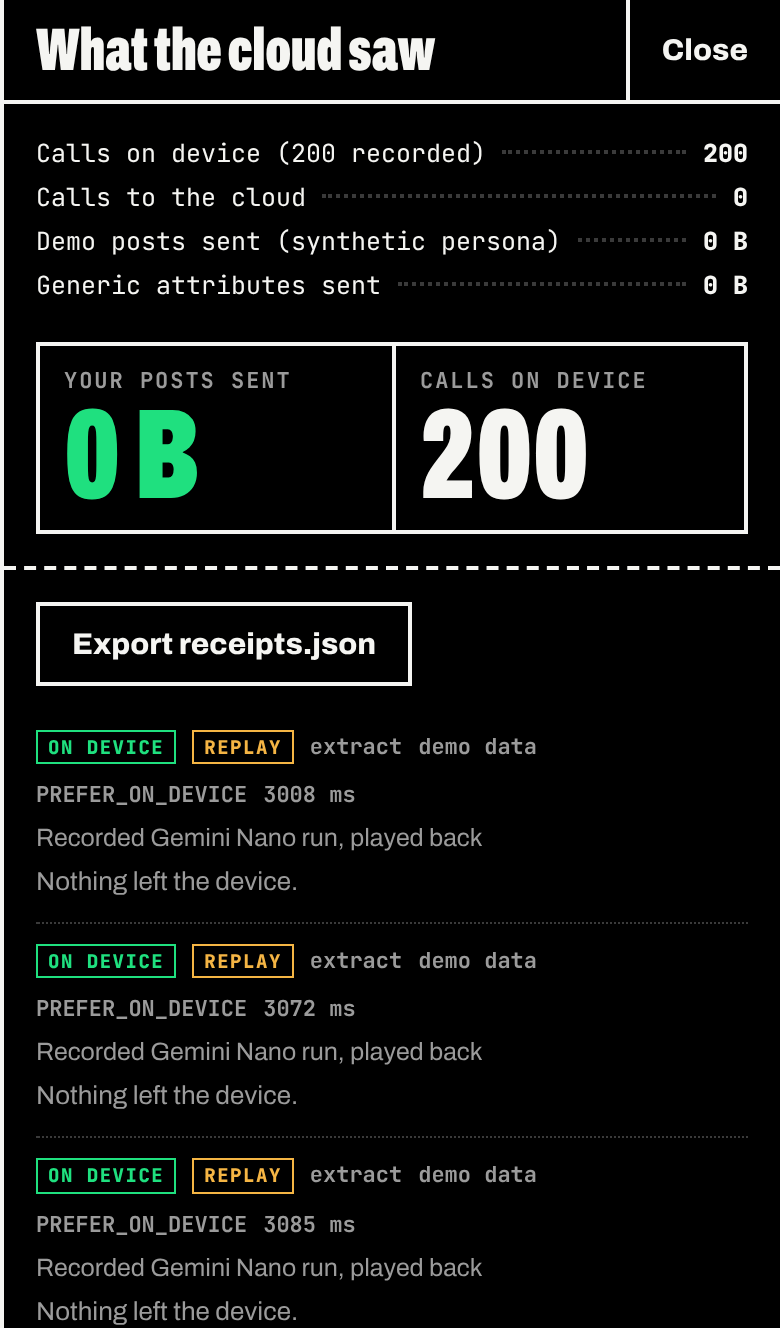 What the cloud saw
Close
Calls on device (200 recorded) 200
Calls to the cloud 0
Demo posts sent (synthetic persona) 0 B
Generic attributes sent 0 B
YOUR POSTS SENT
0 B
CALLS ON DEVICE
200
Export receipts.json
ON DEVICE REPLAY extract demo data
PREFER_ON_DEVICE 3008 ms
Recorded Gemini Nano run, played back
Nothing left the device.
ON DEVICE REPLAY extract demo data
PREFER_ON_DEVICE 3072 ms
Recorded Gemini Nano run, played back
Nothing left the device.
ON DEVICE REPLAY extract demo data
PREFER_ON_DEVICE 3085 ms
Recorded Gemini Nano run, played back
Nothing left the device.